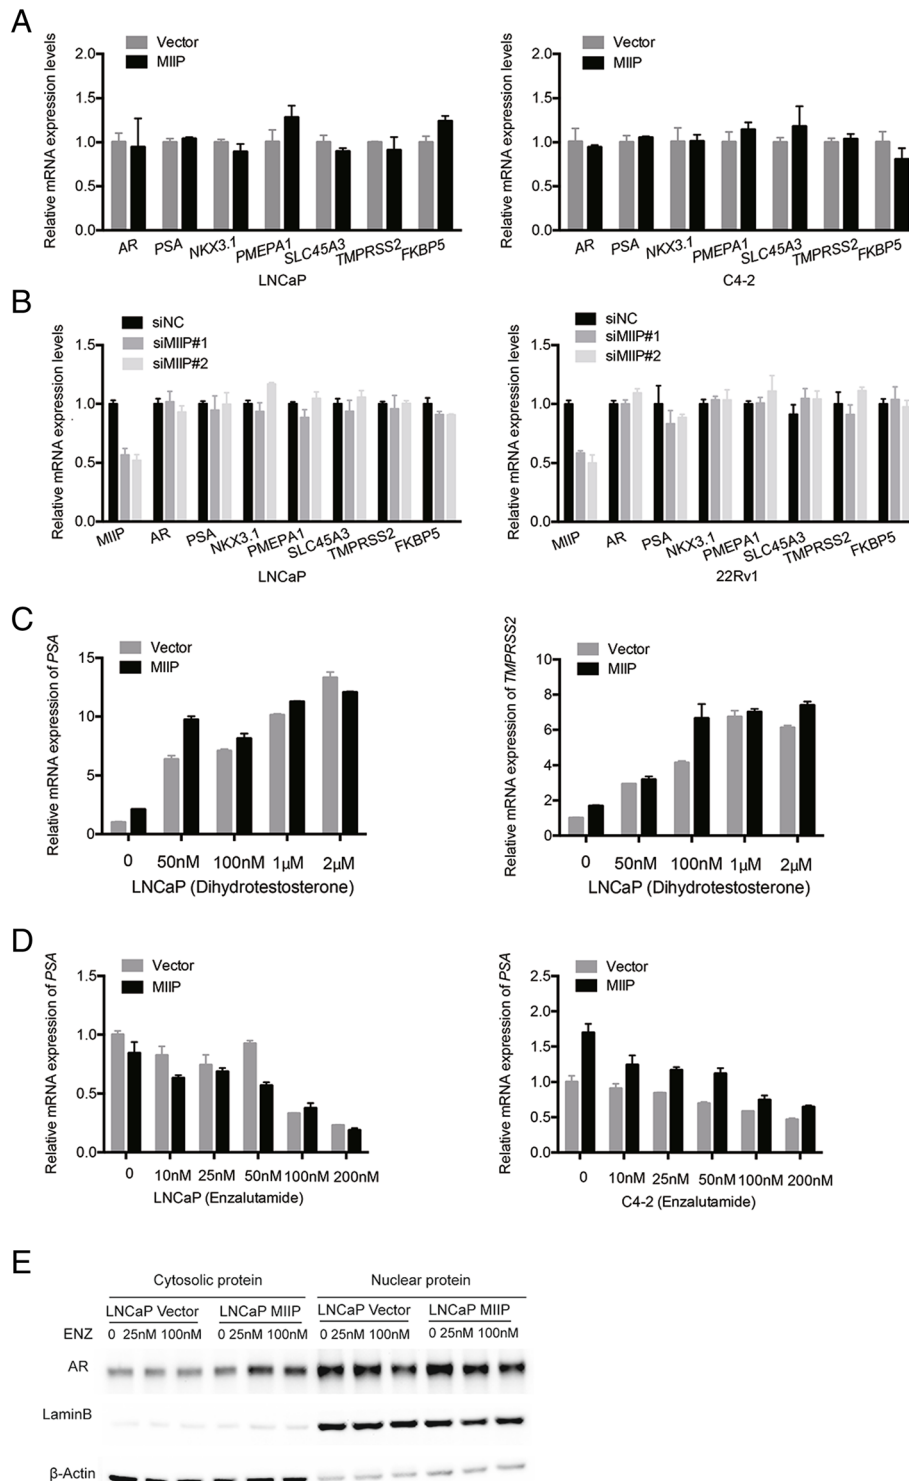 A
Relative mRNA expression levels
2.0
1.5
1.0
0.5
0.0
Vector
MIIP
AR PSA NKX3.1 PMEPA1 SLC45A3 TMPRSS2 FKBP5
LNCaP
Relative mRNA expression levels
2.0
1.5
1.0
0.5
0.0
Vector
MIIP
AR PSA NKX3.1 PMEPA1 SLC45A3 TMPRSS2 FKBP5
C4-2
B
Relative mRNA expression levels
1.5
1.0
0.5
0.0
siNC
siMIIP#1
siMIIP#2
MIIP AR PSA NKX3.1 PMEPA1 SLC45A3 TMPRSS2 FKBP5
LNCaP
Relative mRNA expression levels
1.5
1.0
0.5
0.0
siNC
siMIIP#1
siMIIP#2
MIIP AR PSA NKX3.1 PMEPA1 SLC45A3 TMPRSS2 FKBP5
22Rv1
C
Relative mRNA expression of PSA
15
10
5
0
Vector
MIIP
0 50nM 100nM 1μM 2μM
LNCaP (Dihydrotestosterone)
Relative mRNA expression of TMPRSS2
10
8
6
4
2
0
Vector
MIIP
0 50nM 100nM 1μM 2μM
LNCaP (Dihydrotestosterone)
D
Relative mRNA expression of PSA
1.5
1.0
0.5
0.0
Vector
MIIP
0 10nM 25nM 50nM 100nM 200nM
LNCaP (Enzalutamide)
Relative mRNA expression of PSA
2.5
2.0
1.5
1.0
0.5
0.0
Vector
MIIP
0 10nM 25nM 50nM 100nM 200nM
C4-2 (Enzalutamide)
E
Cytosolic protein Nuclear protein
LNCaP Vector LNCaP MIIP LNCaP Vector LNCaP MIIP
ENZ 0 25nM 100nM 0 25nM 100nM 0 25nM 100nM 0 25nM 100nM
AR
LaminB
β-Actin